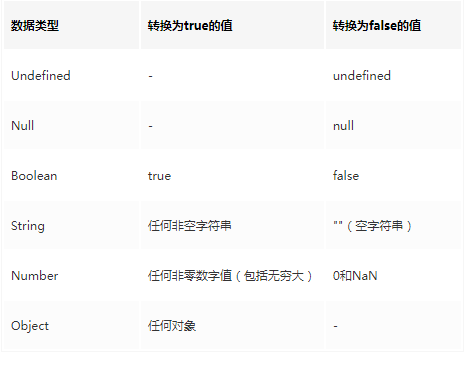 数据类型 转换为true的值 转换为false的值
Undefined - undefined
Null - null
Boolean true false
String 任何非空字符串 ""（空字符串）
Number 任何非零数字值（包括无穷大） 0和NaN
Object 任何对象 -